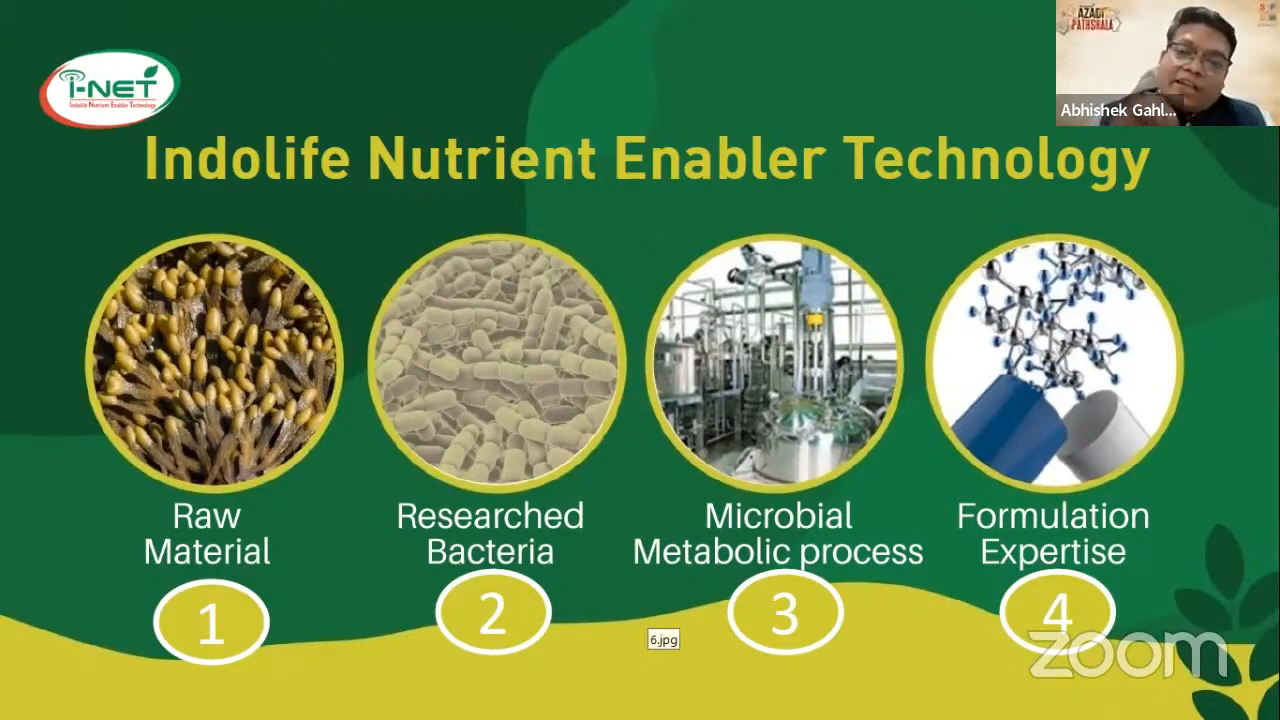 AZADI
PATHSHALA
Abhishek Gahl...
i-NET
Indolife Nutrient Enabler Technology
Indolife Nutrient Enabler Technology
Raw
Material
Researched
Bacteria
Microbial
Metabolic process
Formulation
Expertise
1
2
3
4
6.jpg
zoom